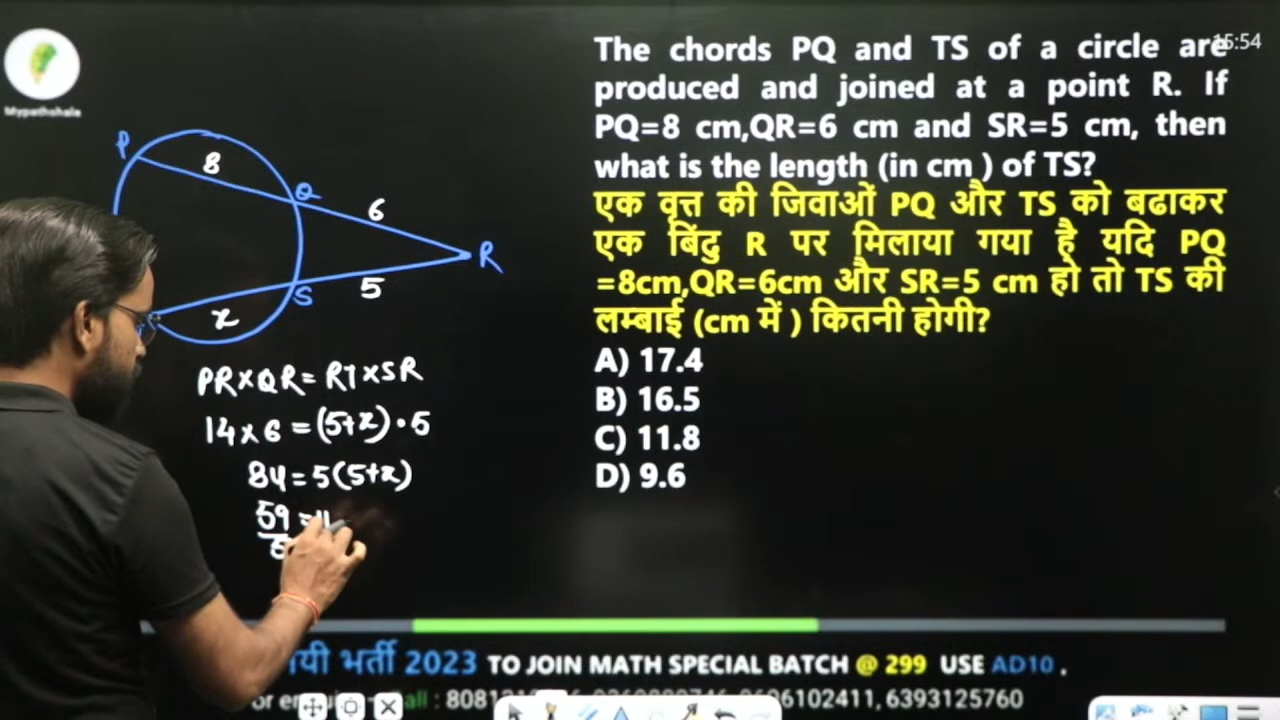 15:54
Mypathshala
The chords PQ and TS of a circle are
produced and joined at a point R. If
PQ=8 cm,QR=6 cm and SR=5 cm, then
what is the length (in cm ) of TS?
एक वृत्त की जिवाओं PQ और TS को बढाकर
एक बिंदु R पर मिलाया गया है यदि PQ
=8cm,QR=6cm और SR=5 cm हो तो TS की
लम्बाई (cm में ) कितनी होगी?
A) 17.4
B) 16.5
C) 11.8
D) 9.6
P
8
Q
6
R
S
5
x
PR×QR=RT×SR
14×6=(5+x)·5
84=5(5+x)
59 =11
5
भर्ती 2023 TO JOIN MATH SPECIAL BATCH @ 299 USE AD10 .
6393125760